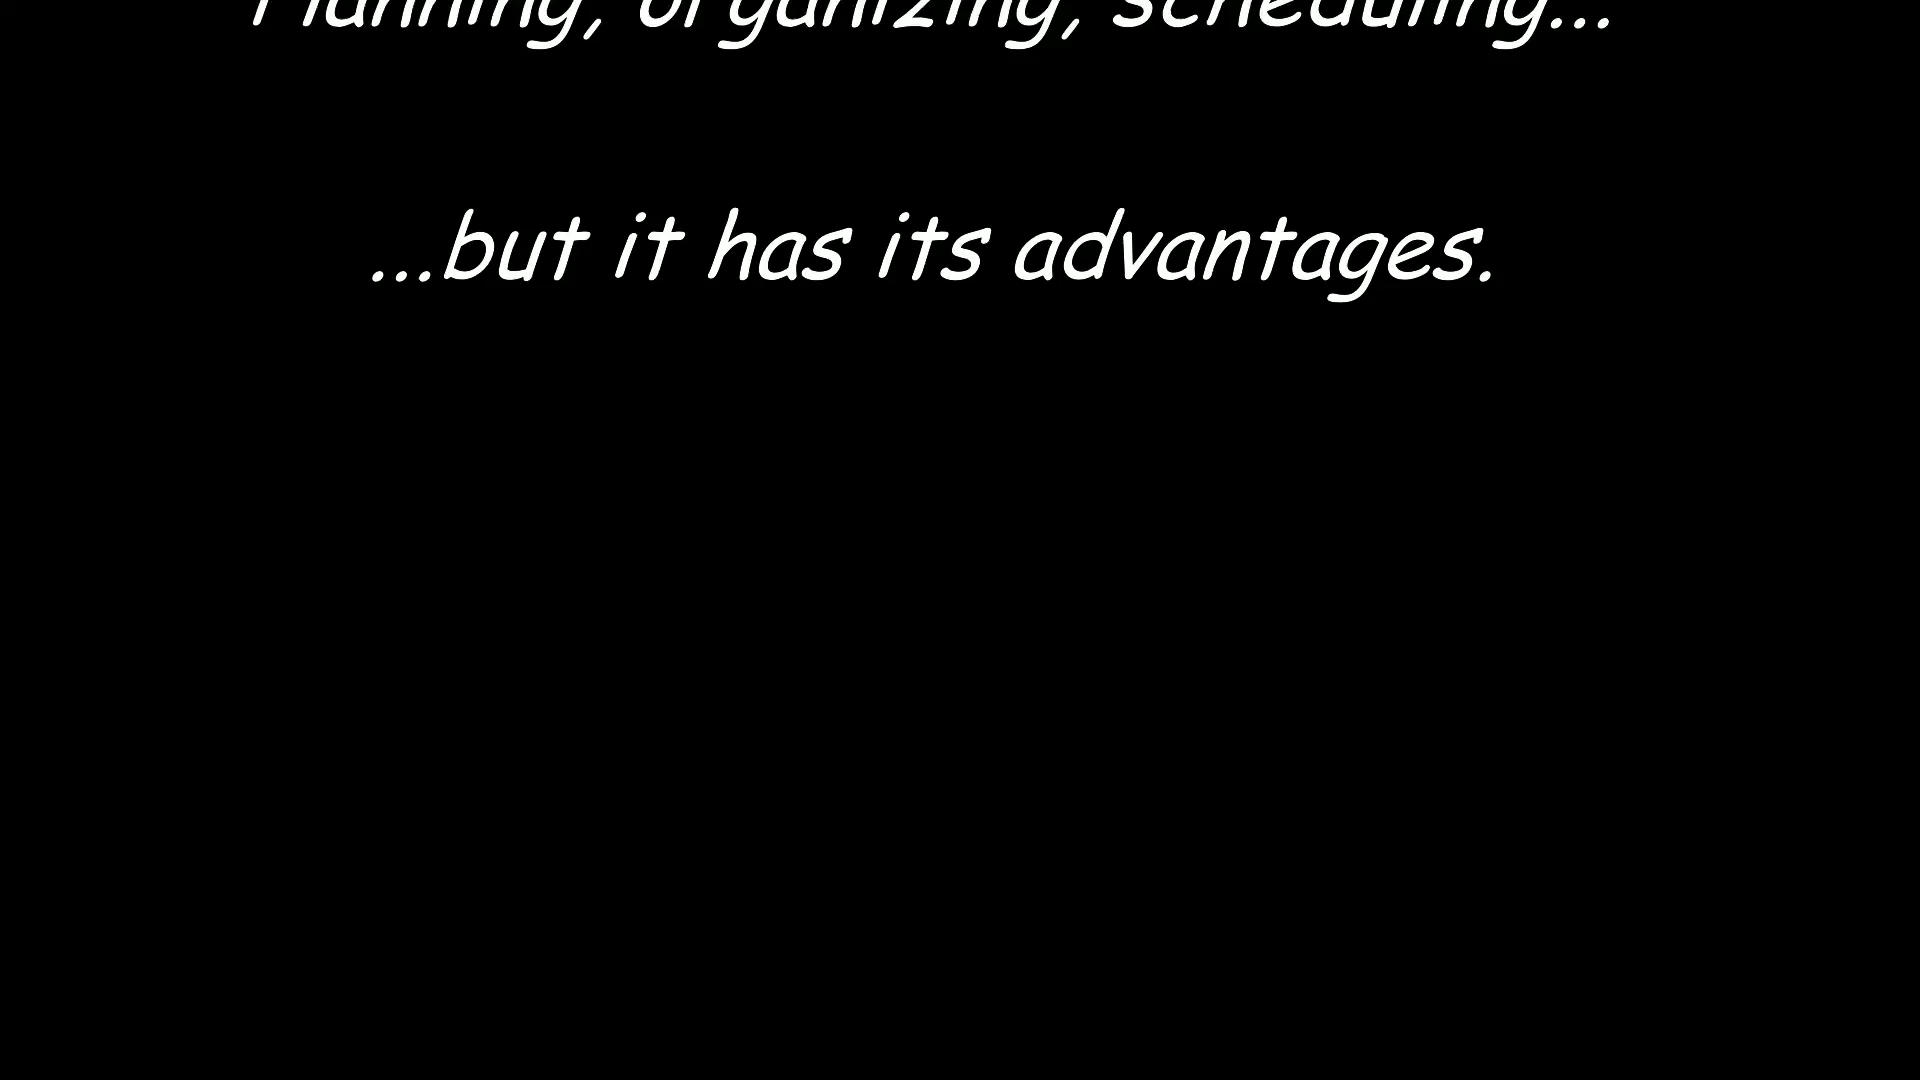 Planning, organizing, scheduling...
...but it has its advantages.